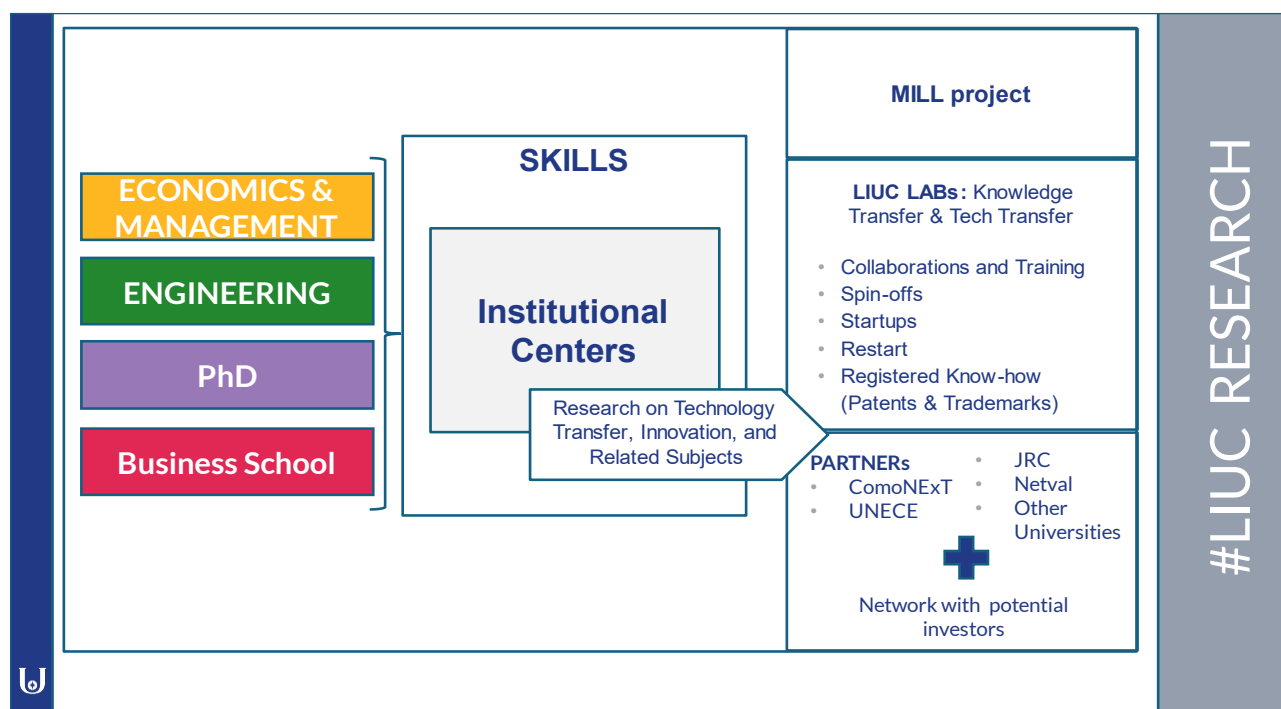 ECONOMICS &
MANAGEMENT
ENGINEERING
PhD
Business School
SKILLS
Institutional
Centers
Research on Technology
Transfer, Innovation, and
Related Subjects
MILL project
LIUC LABs: Knowledge
Transfer & Tech Transfer
• Collaborations and Training
• Spin-offs
• Startups
• Restart
• Registered Know-how
(Patents & Trademarks)
PARTNERs
• ComoNExT
• UNECE
• JRC
• Netval
• Other
Universities
Network with potential
investors
#LIUC RESEARCH